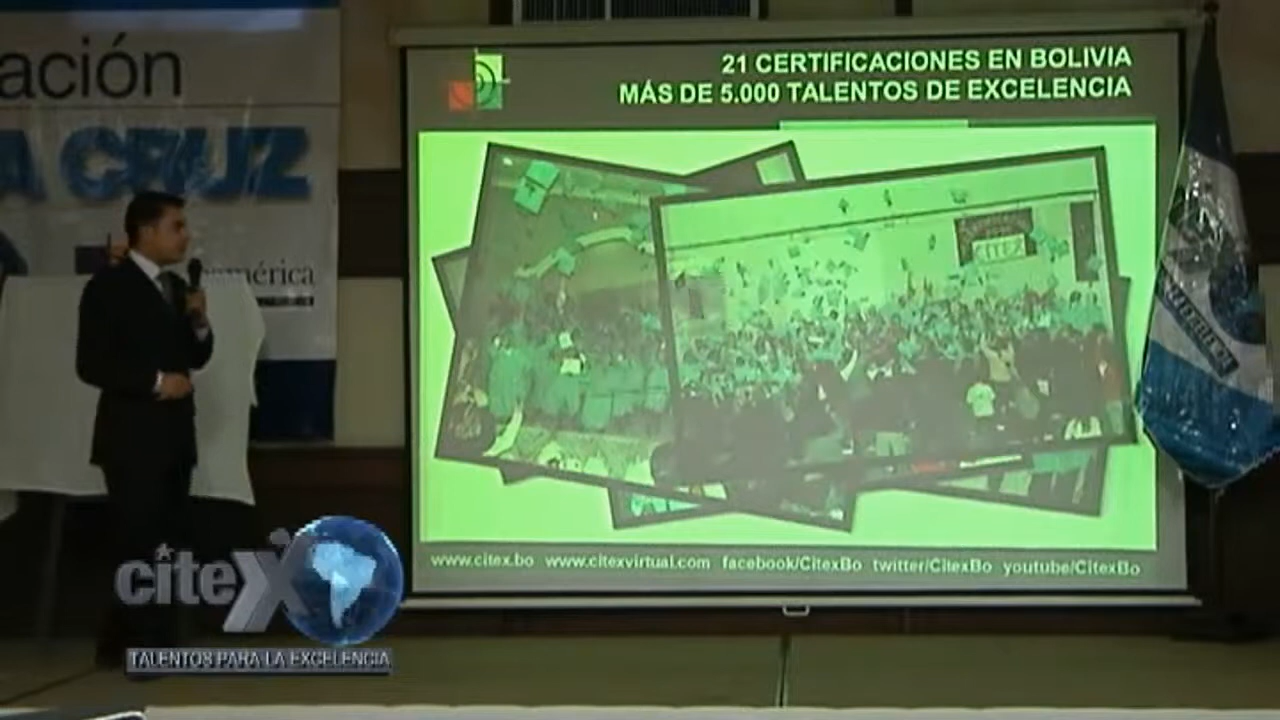 21 CERTIFICACIONES EN BOLIVIA
MÁS DE 5.000 TALENTOS DE EXCELENCIA
ación
A CRUZ
mérica
CITEX
www.citex.bo www.citexvirtual.com facebook/CitexBo twitter/CitexBo youtube/CitexBo
citex
TALENTOS PARA LA EXCELENCIA